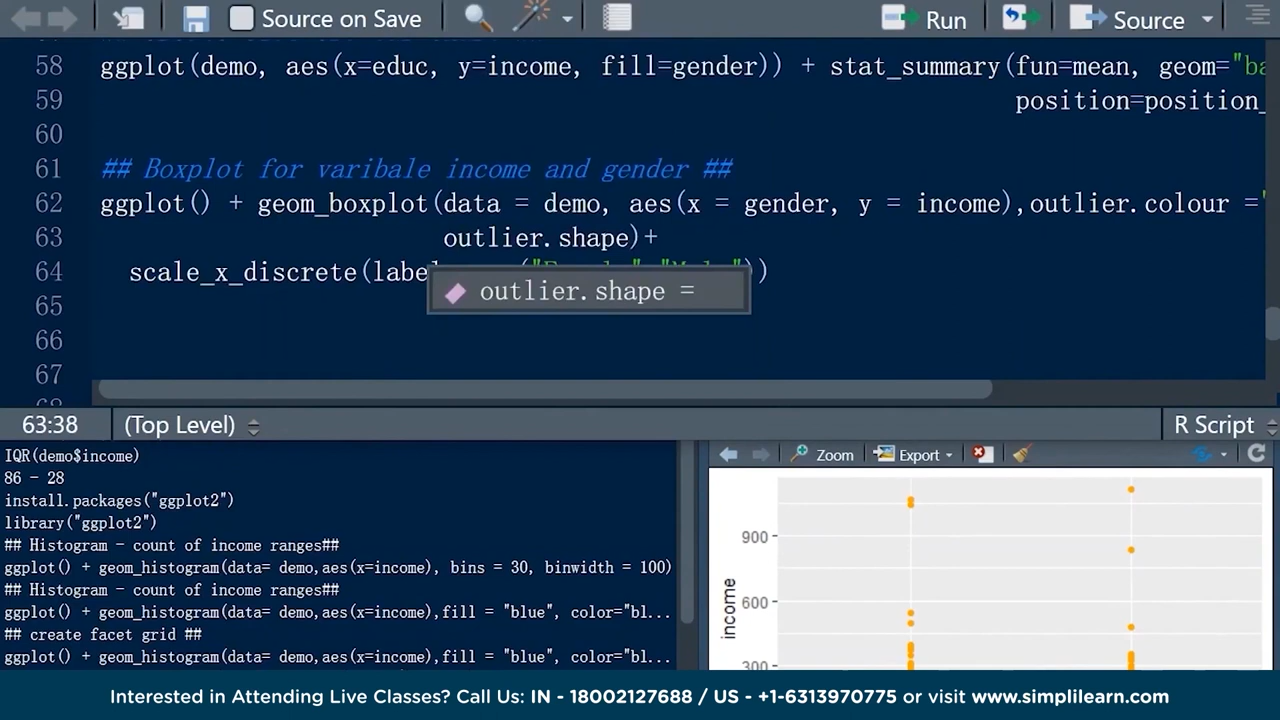 Source on Save
Run
Source
58 ggplot(demo, aes(x=educ, y=income, fill=gender)) + stat_summary(fun=mean, geom="ba
59 position=position_
60
61 ## Boxplot for varibale income and gender ##
62 ggplot() + geom_boxplot(data = demo, aes(x = gender, y = income),outlier.colour ="
63 outlier.shape)+
64 scale_x_discrete(label ))
outlier.shape =
65
66
67
63:38 (Top Level) R Script
IQR(demo$income)
86 - 28
install.packages("ggplot2")
library("ggplot2")
## Histogram - count of income ranges##
ggplot() + geom_histogram(data= demo,aes(x=income), bins = 30, binwidth = 100)
## Histogram - count of income ranges##
ggplot() + geom_histogram(data= demo,aes(x=income),fill = "blue", color="bl...
## create facet grid ##
ggplot() + geom_histogram(data= demo,aes(x=income),fill = "blue", color="bl...
Zoom Export
900
600
300
income
Interested in Attending Live Classes? Call Us: IN - 18002127688 / US - +1-6313970775 or visit www.simplilearn.com